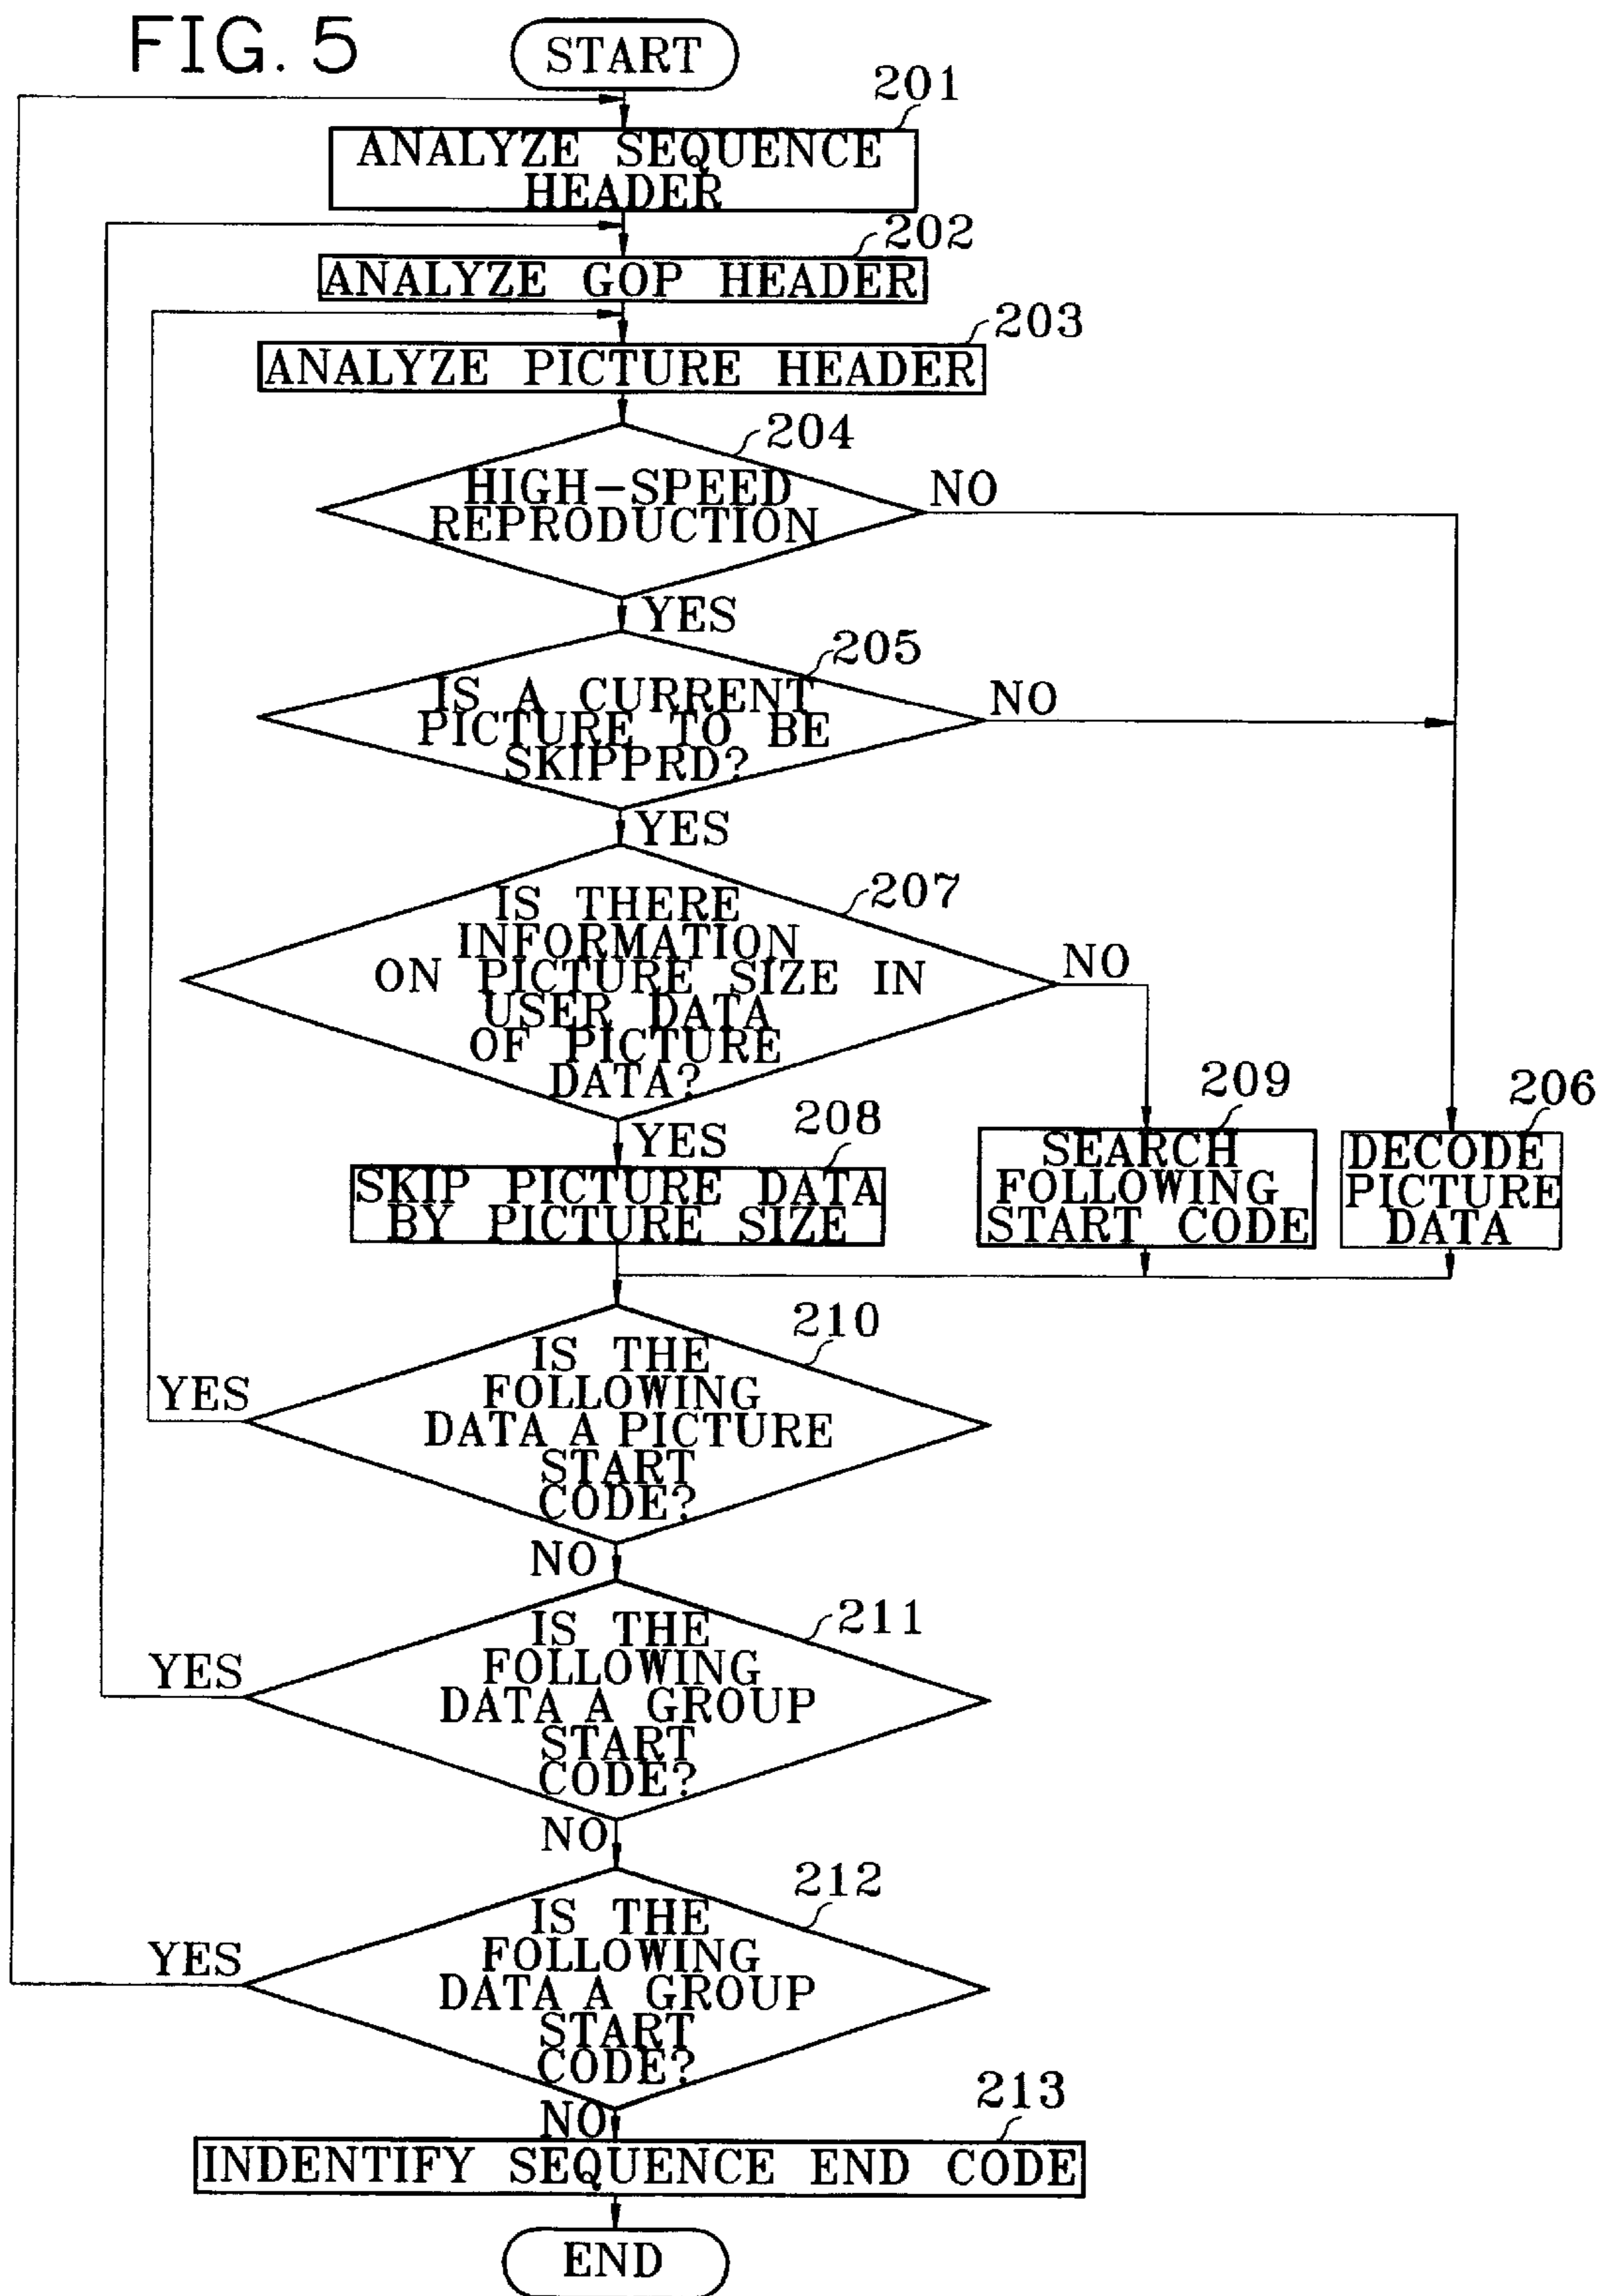 FIG. 5
START
201
ANALYZE SEQUENCE
HEADER
202
ANALYZE GOP HEADER
203
ANALYZE PICTURE HEADER
204
HIGH-SPEED
REPRODUCTION
NO
YES
205
IS A CURRENT
PICTURE TO BE
SKIPPRD?
NO
YES
207
IS THERE
INFORMATION
ON PICTURE SIZE IN
USER DATA
OF PICTURE
DATA?
NO
YES
208
SKIP PICTURE DATA
BY PICTURE SIZE
209
SEARCH
FOLLOWING
START CODE
206
DECODE
PICTURE
DATA
210
IS THE
FOLLOWING
DATA A PICTURE
START
CODE?
YES
NO
211
IS THE
FOLLOWING
DATA A GROUP
START
CODE?
YES
NO
212
IS THE
FOLLOWING
DATA A GROUP
START
CODE?
YES
NO
213
INDENTIFY SEQUENCE END CODE
END